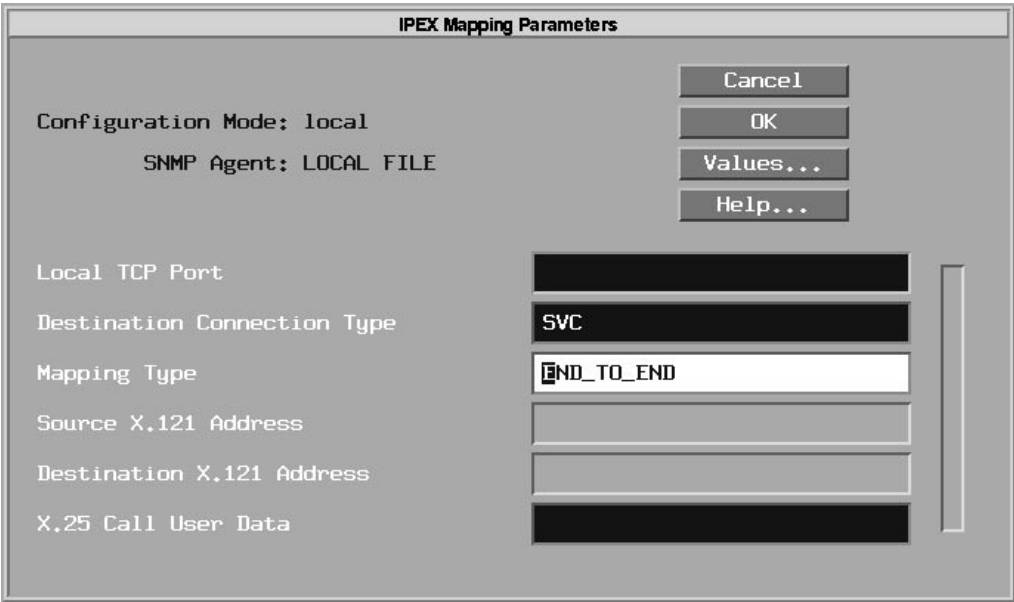 IPEX Mapping Parameters
Cancel
Configuration Mode: local
OK
SNMP Agent: LOCAL FILE
Values...
Help...
Local TCP Port
Destination Connection Type
SVC
Mapping Type
END_TO_END
Source X.121 Address
Destination X.121 Address
X.25 Call User Data